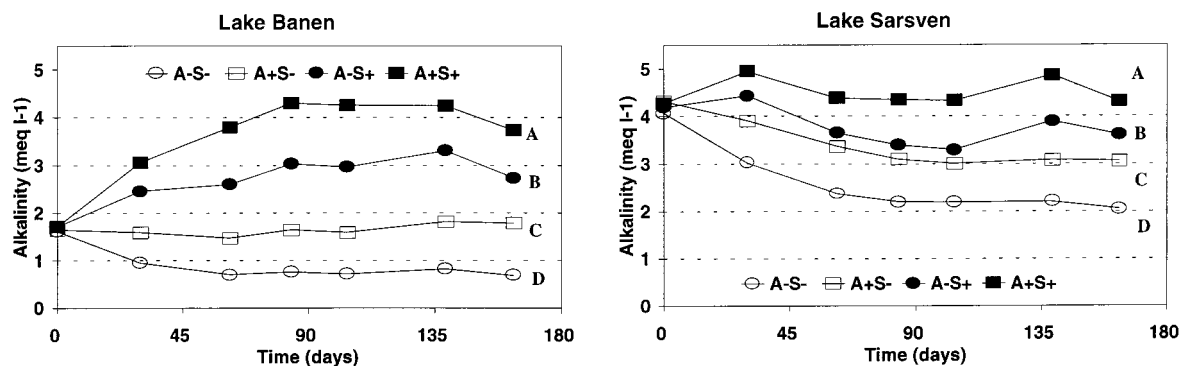 Lake Banen
Alkalinity (meq l-1)
5
4
3
2
1
0
A-S- A+S- A-S+ A+S+
A
B
C
D
0 45 90 135 180
Time (days)
Lake Sarsven
Alkalinity (meq l-1)
5
4
3
2
1
0
A
B
C
D
A-S- A+S- A-S+ A+S+
0 45 90 135 180
Time (days)